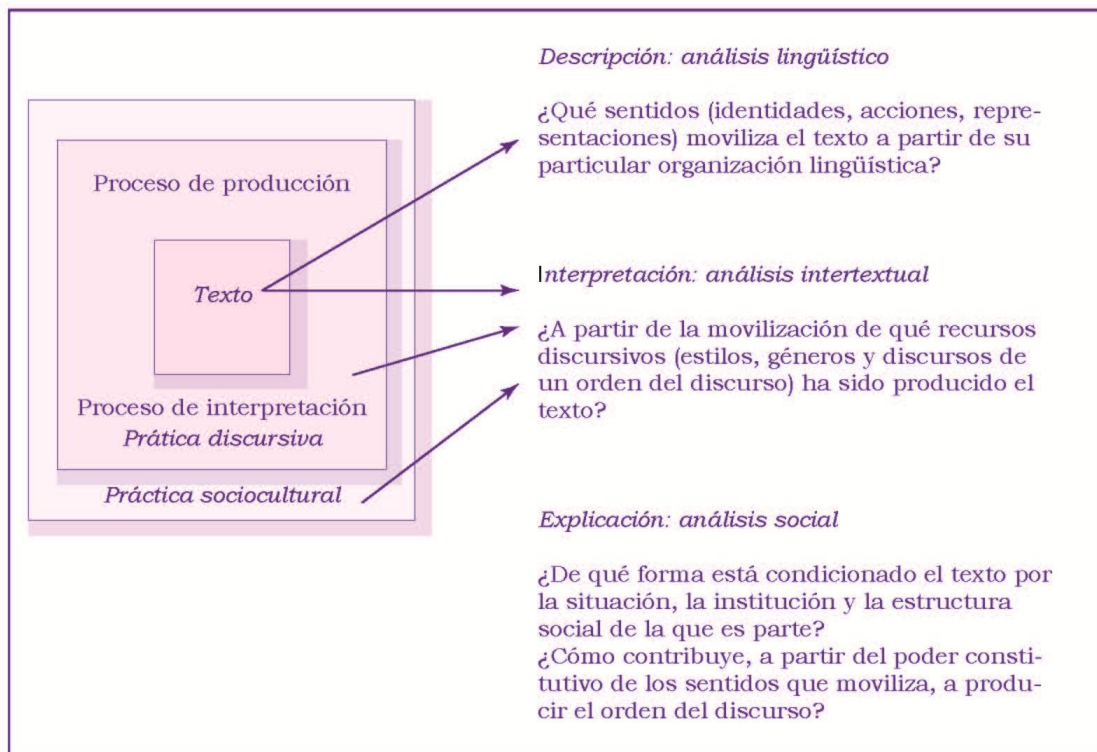 Proceso de producción
Texto
Proceso de interpretación
Prática discursiva
Práctica sociocultural
Descripción: análisis lingüístico
¿Qué sentidos (identidades, acciones, repre-
sentaciones) moviliza el texto a partir de su
particular organización lingüística?
Interpretación: análisis intertextual
¿A partir de la movilización de qué recursos
discursivos (estilos, géneros y discursos de
un orden del discurso) ha sido producido el
texto?
Explicación: análisis social
¿De qué forma está condicionado el texto por
la situación, la institución y la estructura
social de la que es parte?
¿Cómo contribuye, a partir del poder consti-
tutivo de los sentidos que moviliza, a produ-
cir el orden del discurso?